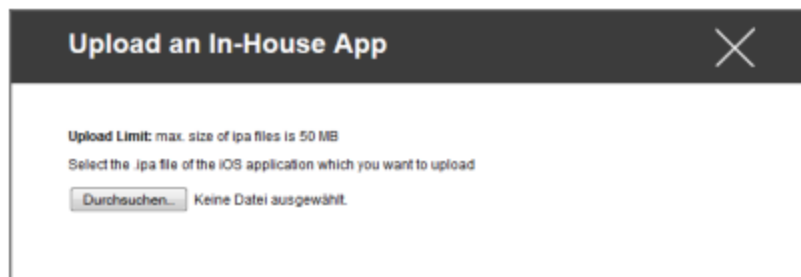 Upload an In-House App
Upload Limit: max. size of ipa files is 50 MB
Select the .ipa file of the iOS application which you want to upload
Durchsuchen... Keine Datei ausgewählt.